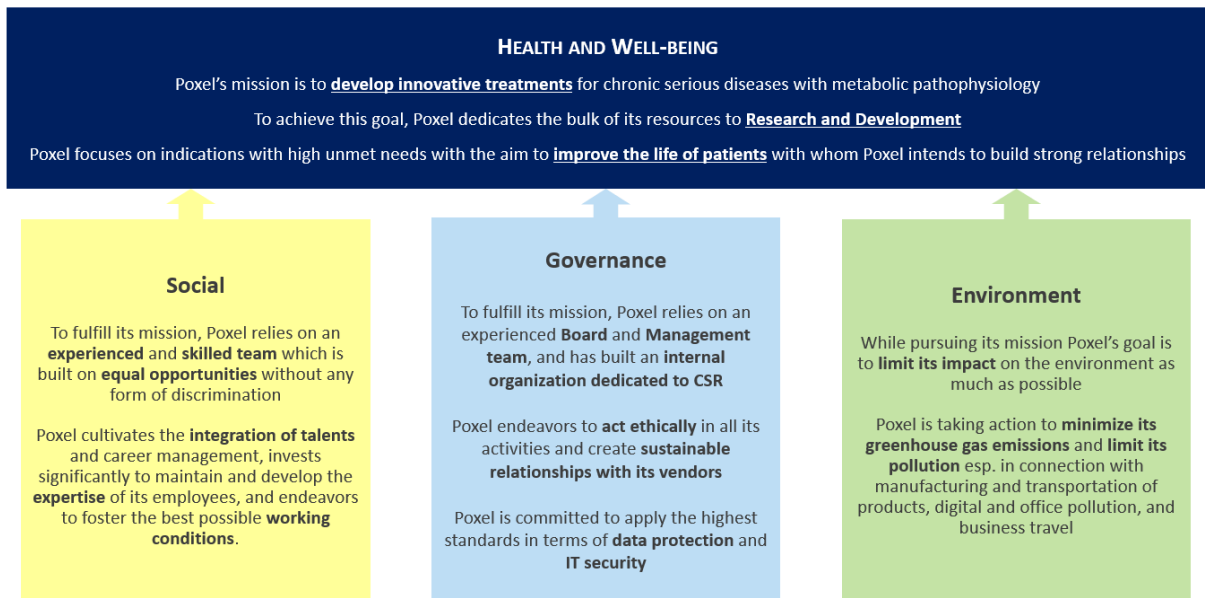 HEALTH AND WELL-BEING
Poxel's mission is to develop innovative treatments for chronic serious diseases with metabolic pathophysiology
To achieve this goal, Poxel dedicates the bulk of its resources to Research and Development
Poxel focuses on indications with high unmet needs with the aim to improve the life of patients with whom Poxel intends to build strong relationships
Social
To fulfill its mission, Poxel relies on an
experienced and skilled team which is
built on equal opportunities without any
form of discrimination
Poxel cultivates the integration of talents
and career management, invests
significantly to maintain and develop the
expertise of its employees, and endeavors
to foster the best possible working
conditions.
Governance
To fulfill its mission, Poxel relies on an
experienced Board and Management
team, and has built an internal
organization dedicated to CSR
Poxel endeavors to act ethically in all its
activities and create sustainable
relationships with its vendors
Poxel is committed to apply the highest
standards in terms of data protection and
IT security
Environment
While pursuing its mission Poxel's goal is
to limit its impact on the environment as
much as possible
Poxel is taking action to minimize its
greenhouse gas emissions and limit its
pollution esp. in connection with
manufacturing and transportation of
products, digital and office pollution, and
business travel